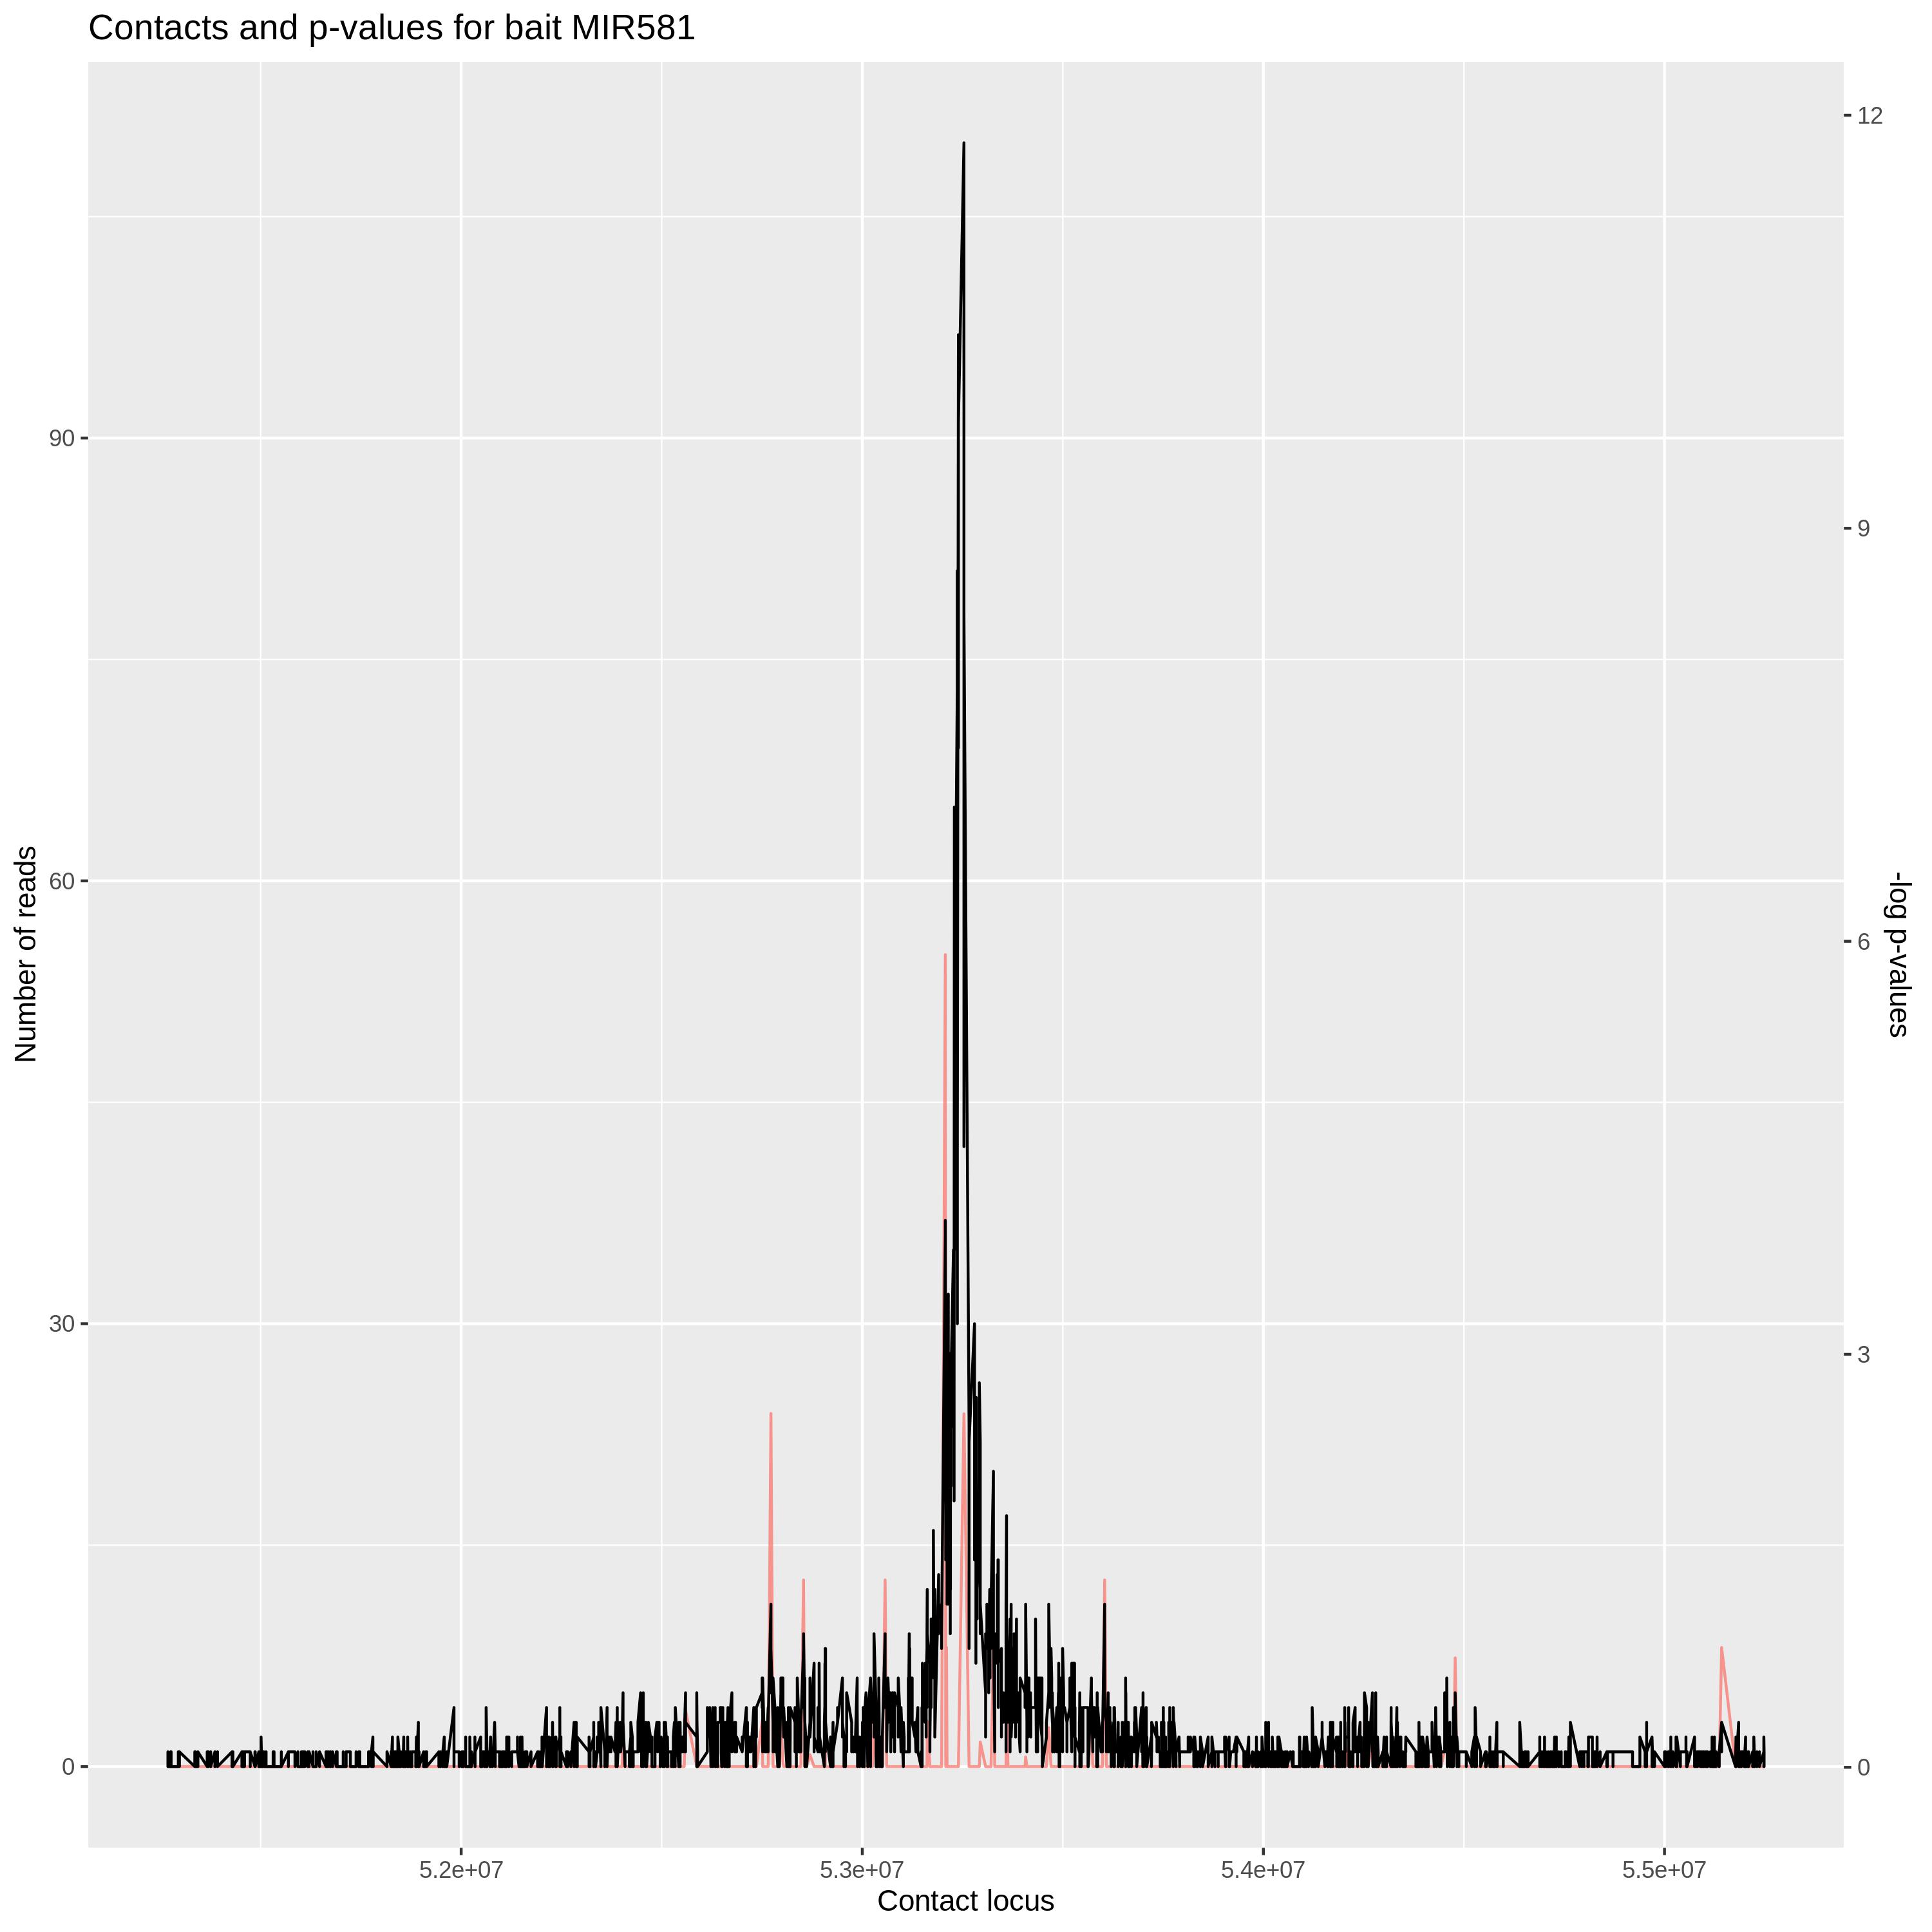 Contacts and p-values for bait MIR581
12
90
9
Number of reads
60
-log p-values
6
30
3
0
0
5.2e+07
5.3e+07
5.4e+07
5.5e+07
Contact locus